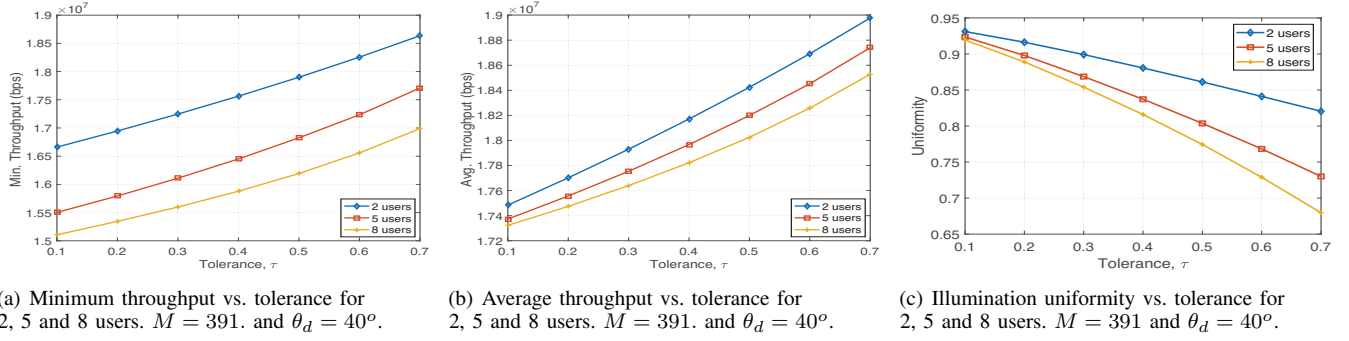 ×10⁷
1.9
1.85
1.8
1.75
1.7
1.65
1.6
1.55
1.5
Min. Throughput (bps)
0.1 0.2 0.3 0.4 0.5 0.6 0.7
Tolerance, τ
2 users
5 users
8 users
(a) Minimum throughput vs. tolerance for
2, 5 and 8 users. M = 391. and θd = 40°.
×10⁷
1.9
1.9
1.88
1.86
1.84
1.82
1.8
1.78
1.76
1.74
1.72
Avg. Throughput (bps)
0.1 0.2 0.3 0.4 0.5 0.6 0.7
Tolerance, τ
2 users
5 users
8 users
(b) Average throughput vs. tolerance for
2, 5 and 8 users. M = 391. and θd = 40°.
0.95
0.9
0.85
0.8
0.75
0.7
0.65
Uniformity
0.1 0.2 0.3 0.4 0.5 0.6 0.7
Tolerance, τ
2 users
5 users
8 users
(c) Illumination uniformity vs. tolerance for
2, 5 and 8 users. M = 391 and θd = 40°.